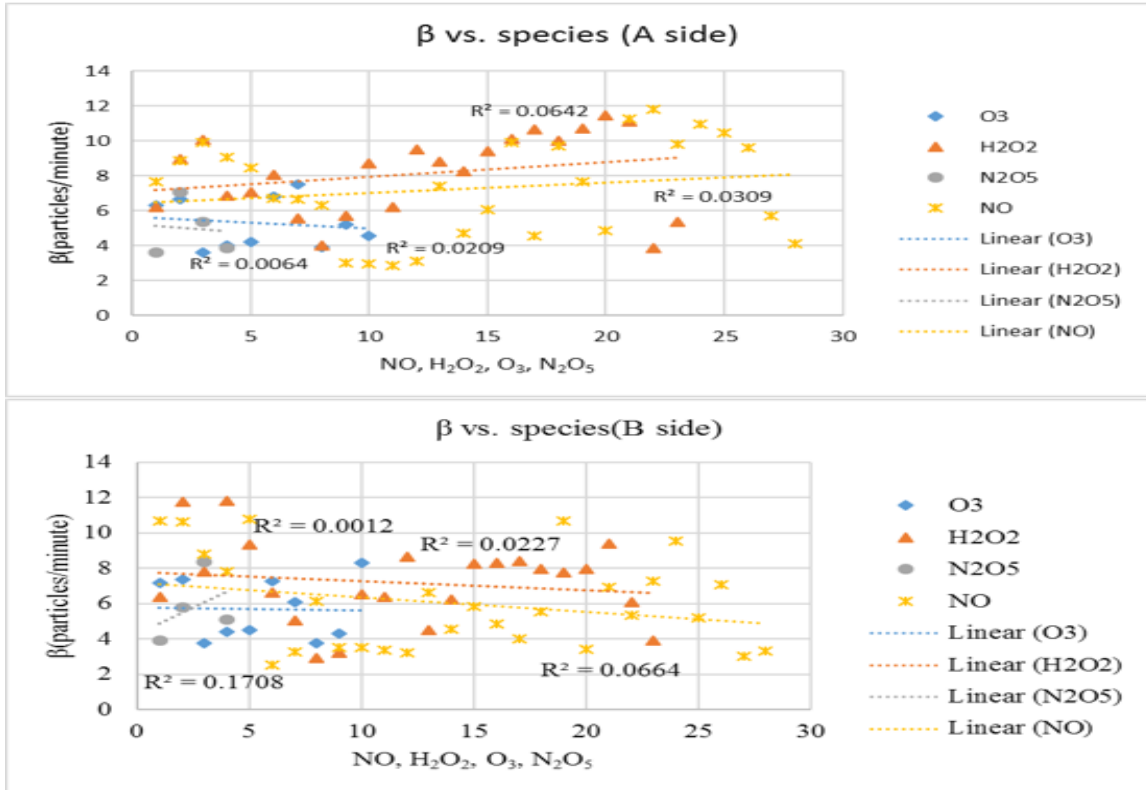 β vs. species (A side)
β(particles/minute)
14
12
10
8
6
4
2
0
0 5 10 15 20 25 30
NO, H₂O₂, O₃, N₂O₅
R² = 0.0642
R² = 0.0309
R² = 0.0209
R² = 0.0064
O3
H2O2
N2O5
NO
Linear (O3)
Linear (H2O2)
Linear (N2O5)
Linear (NO)
β vs. species(B side)
β(particles/minute)
14
12
10
8
6
4
2
0
0 5 10 15 20 25 30
NO, H₂O₂, O₃, N₂O₅
R² = 0.0012
R² = 0.0227
R² = 0.0664
R² = 0.1708
O3
H2O2
N2O5
NO
Linear (O3)
Linear (H2O2)
Linear (N2O5)
Linear (NO)